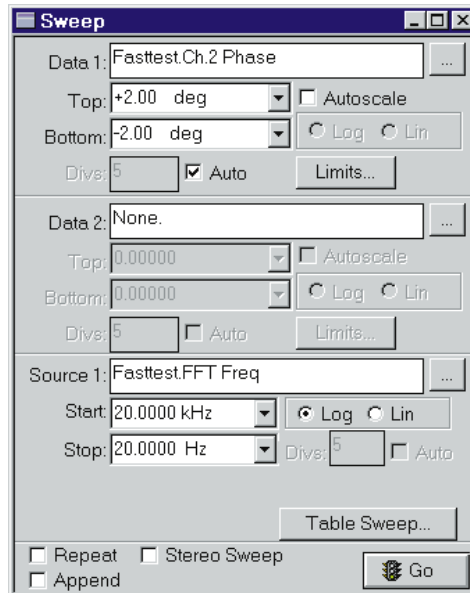 Sweep
Data 1: Fasttest.Ch.2 Phase ...
Top: +2.00 deg Autoscale
Bottom: -2.00 deg Log Lin
Divs: 5 Auto Limits...
Data 2: None. ...
Top: 0.00000 Autoscale
Bottom: 0.00000 Log Lin
Divs: 5 Auto Limits...
Source 1: Fasttest.FFT Freq ...
Start: 20.0000 kHz Log Lin
Stop: 20.0000 Hz Divs: 5 Auto
Table Sweep...
Repeat Stereo Sweep
Append Go